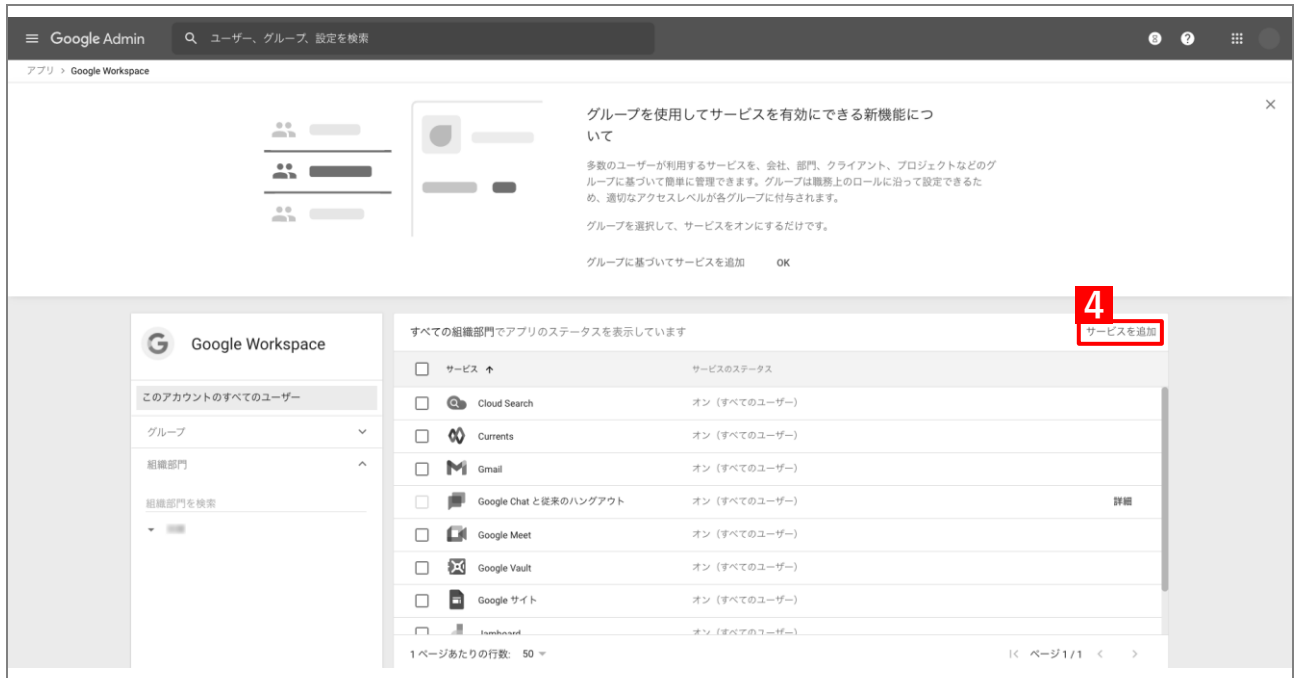 Google Admin
ユーザー、グループ、設定を検索
8
?
アプリ > Google Workspace
グループを使用してサービスを有効にできる新機能につ
いて
多数のユーザーが利用するサービスを、会社、部門、クライアント、プロジェクトなどのグ
ループに基づいて簡単に管理できます。グループは職務上のロールに沿って設定できるた
め、適切なアクセスレベルが各グループに付与されます。
グループを選択して、サービスをオンにするだけです。
グループに基づいてサービスを追加 OK
4
G Google Workspace
このアカウントのすべてのユーザー
グループ
組織部門
組織部門を検索
すべての組織部門でアプリのステータスを表示しています サービスを追加
サービス ↑ サービスのステータス
Cloud Search オン（すべてのユーザー）
Currents オン（すべてのユーザー）
Gmail オン（すべてのユーザー）
Google Chat と従来のハングアウト オン（すべてのユーザー） 詳細
Google Meet オン（すべてのユーザー）
Google Vault オン（すべてのユーザー）
Google サイト オン（すべてのユーザー）
Jamboard オン（すべてのユーザー）
1 ページあたりの行数: 50 ページ 1 / 1